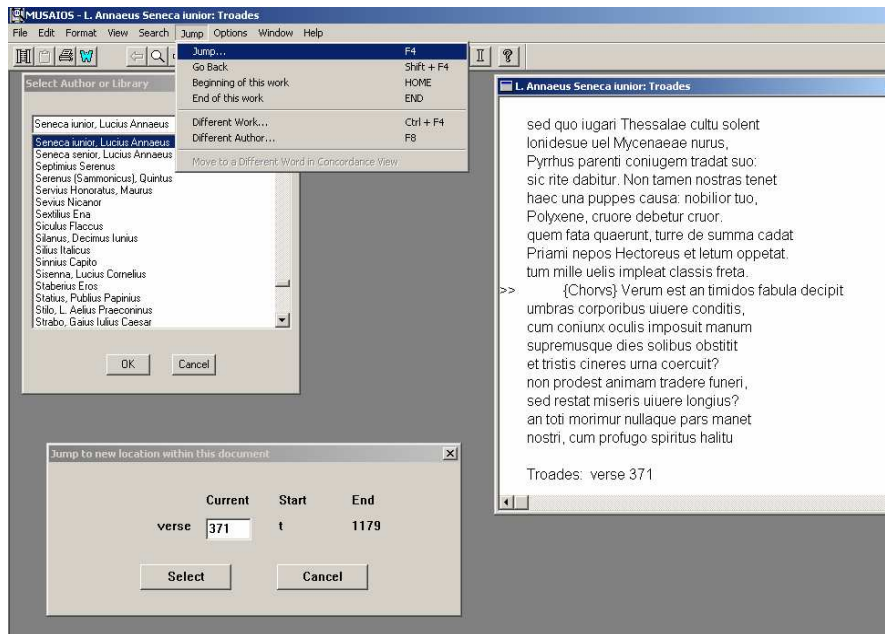 MUSAIOS - L. Annaeus Seneca iunior: Troades
File Edit Format View Search Jump Options Window Help
Jump... F4
Go Back Shift + F4
Beginning of this work HOME
End of this work END
Different Work... Ctrl + F4
Different Author... F8
Move to a Different Word in Concordance View
Select Author or Library
Seneca iunior, Lucius Annaeus
Seneca iunior, Lucius Annaeus
Seneca senior, Lucius Annaeus
Septimius Serenus
Serenus (Sammonicus), Quintus
Servius Honoratus, Maurus
Sevius Nicanor
Sextilius Ena
Siculus Flaccus
Silanus, Decimus Iunius
Silius Italicus
Sinnius Capito
Sisenna, Lucius Cornelius
Staberius Eros
Statius, Publius Papinius
Stilo, L. Aelius Praeconinus
Strabo, Gaius Iulius Caesar
OK Cancel
L. Annaeus Seneca iunior: Troades
sed quo iugari Thessalae cultu solent
Ionidesue uel Mycenaeae nurus,
Pyrrhus parenti coniugem tradat suo:
sic rite dabitur. Non tamen nostras tenet
haec una puppes causa: nobilior tuo,
Polyxene, cruore debetur cruor.
quem fata quaerunt, turre de summa cadat
Priami nepos Hectoreus et letum oppetat.
tum mille uelis impleat classis freta.
>> {Chorvs} Verum est an timidos fabula decipit
umbras corporibus uiuere conditis,
cum coniunx oculis imposuit manum
supremusque dies solibus obstitit
et tristis cineres urna coercuit?
non prodest animam tradere funeri,
sed restat miseris uiuere longius?
an toti morimur nullaque pars manet
nostri, cum profugo spiritus halitu
Troades: verse 371
Jump to new location within this document
Current Start End
verse 371 t 1179
Select Cancel